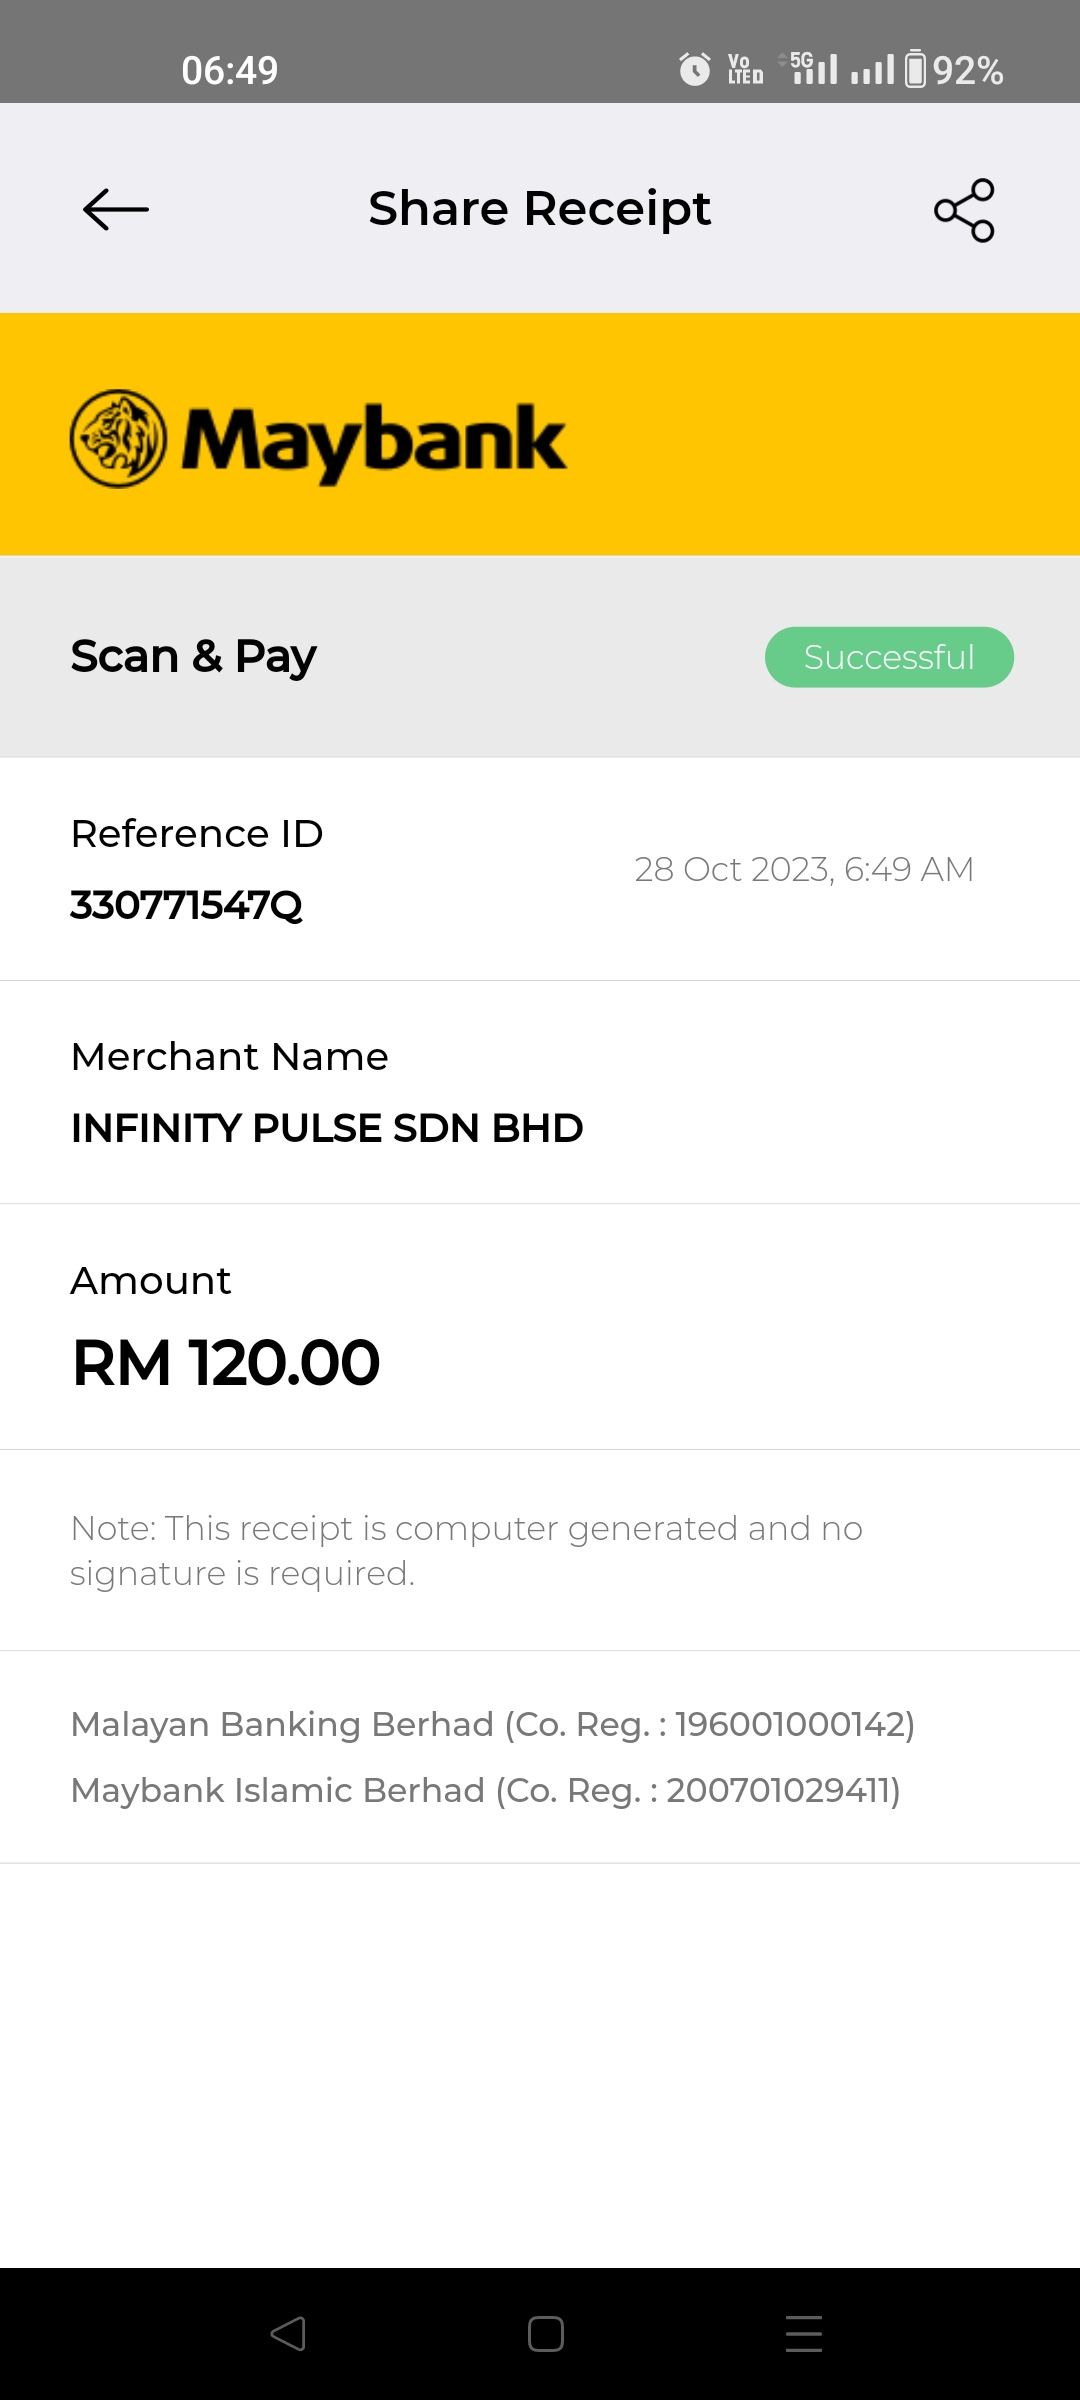 06:49
Vo LTED 5G 92%
Share Receipt
Maybank
Scan & Pay
Successful
Reference ID
330771547Q
28 Oct 2023, 6:49 AM
Merchant Name
INFINITY PULSE SDN BHD
Amount
RM 120.00
Note: This receipt is computer generated and no
signature is required.
Malayan Banking Berhad (Co. Reg. : 196001000142)
Maybank Islamic Berhad (Co. Reg. : 200701029411)